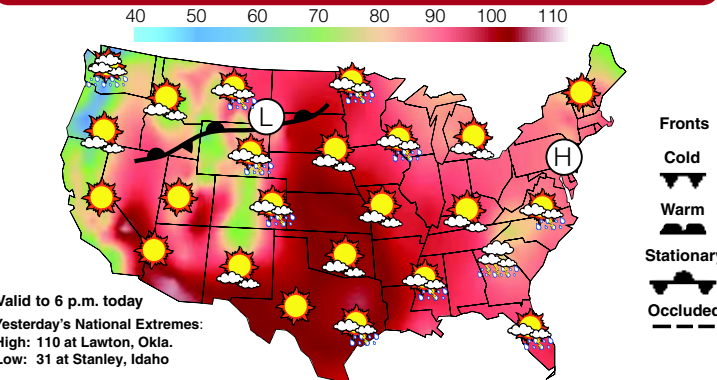 40 50 60 70 80 90 100 110
L
H
Fronts
Cold
Warm
Stationary
Occluded
Valid to 6 p.m. today
Yesterday's National Extremes:
High: 110 at Lawton, Okla.
Low: 31 at Stanley, Idaho